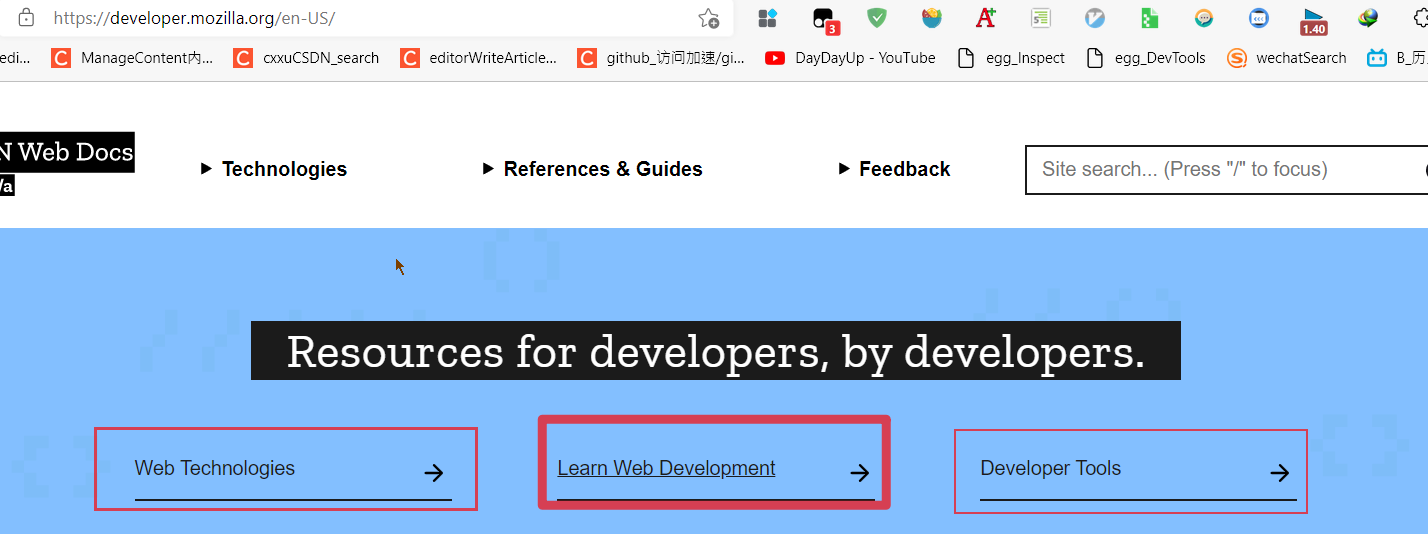 https://developer.mozilla.org/en-US/
3
1.40
edi... ManageContent内... cxxuCSDN_search editorWriteArticle... github_访问加速/gi... DayDayUp - YouTube egg_Inspect egg_DevTools wechatSearch B_历
N Web Docs
/a
Technologies References & Guides Feedback Site search... (Press "/" to focus)
Resources for developers, by developers.
Web Technologies Learn Web Development Developer Tools